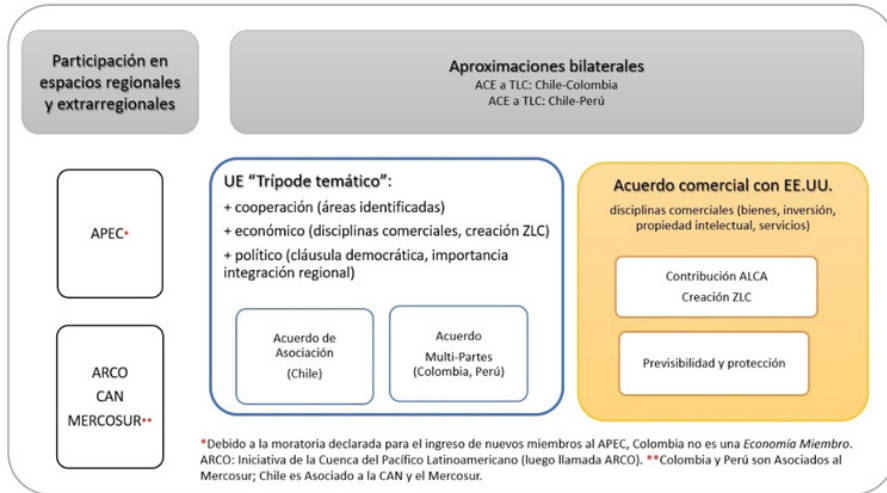 Participación en
espacios regionales
y extrarregionales
Aproximaciones bilaterales
ACE a TLC: Chile-Colombia
ACE a TLC: Chile-Perú
APEC*
ARCO
CAN
MERCOSUR**
UE “Trípode temático”:
+ cooperación (áreas identificadas)
+ económico (disciplinas comerciales, creación ZLC)
+ político (cláusula democrática, importancia
integración regional)
Acuerdo de
Asociación
(Chile)
Acuerdo
Multi-Partes
(Colombia, Perú)
Acuerdo comercial con EE.UU.
disciplinas comerciales (bienes, inversión,
propiedad intelectual, servicios)
Contribución ALCA
Creación ZLC
Previsibilidad y protección
*Debido a la moratoria declarada para el ingreso de nuevos miembros al APEC, Colombia no es una Economía Miembro.
ARCO: Iniciativa de la Cuenca del Pacífico Latinoamericano (luego llamada ARCO). **Colombia y Perú son Asociados al
Mercosur; Chile es Asociado a la CAN y el Mercosur.